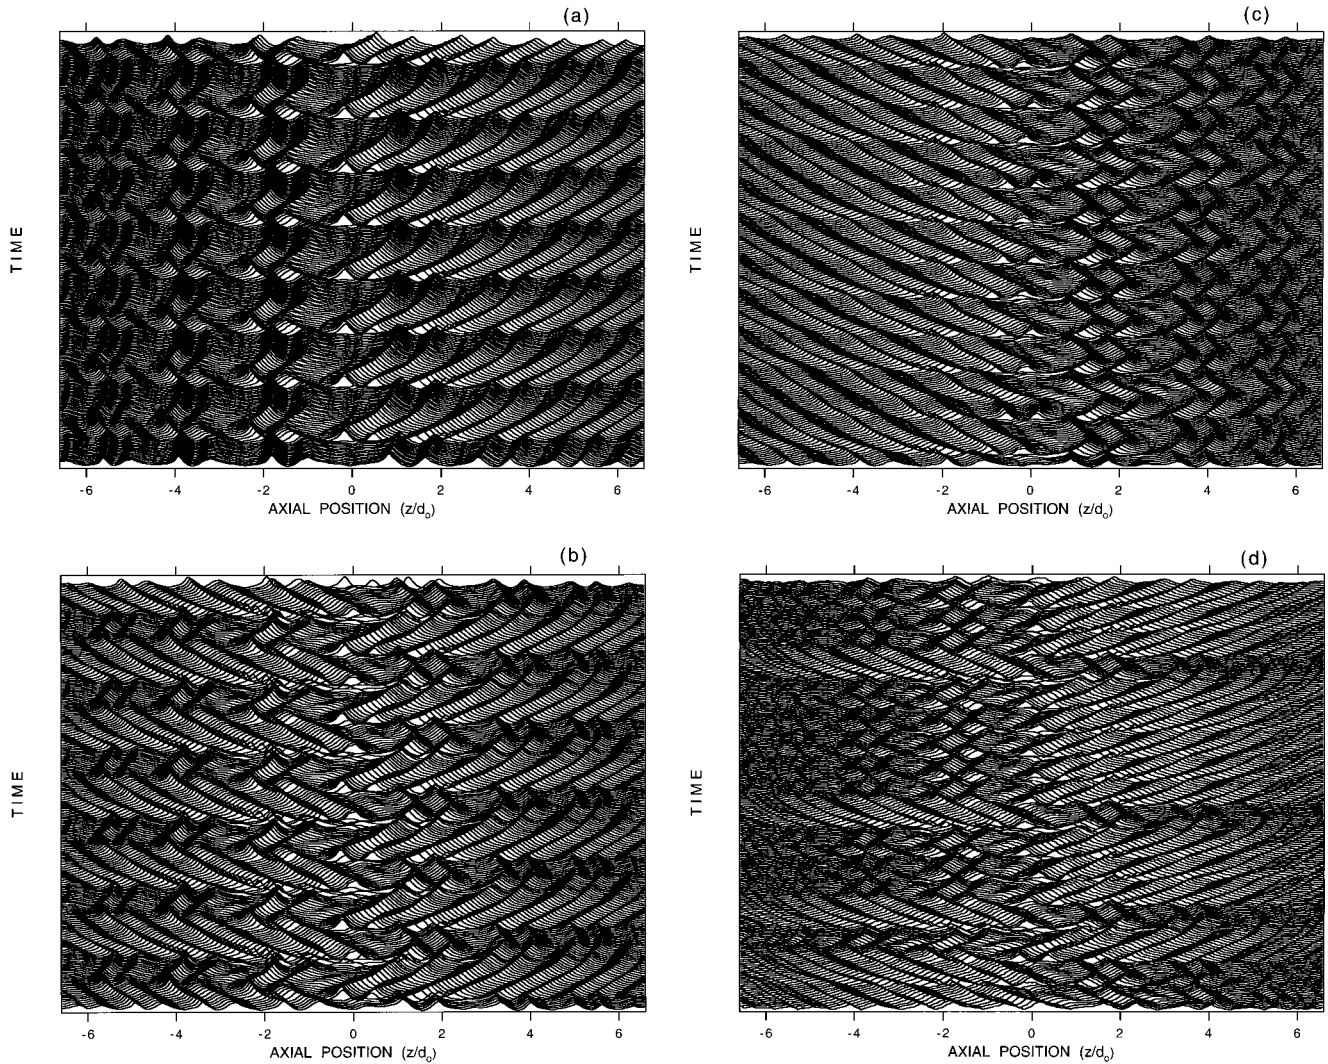 (a)
TIME
-6 -4 -2 0 2 4 6
AXIAL POSITION (z/d₀)
(c)
TIME
-6 -4 -2 0 2 4 6
AXIAL POSITION (z/d₀)
(b)
TIME
-6 -4 -2 0 2 4 6
AXIAL POSITION (z/d₀)
(d)
TIME
-6 -4 -2 0 2 4 6
AXIAL POSITION (z/d₀)